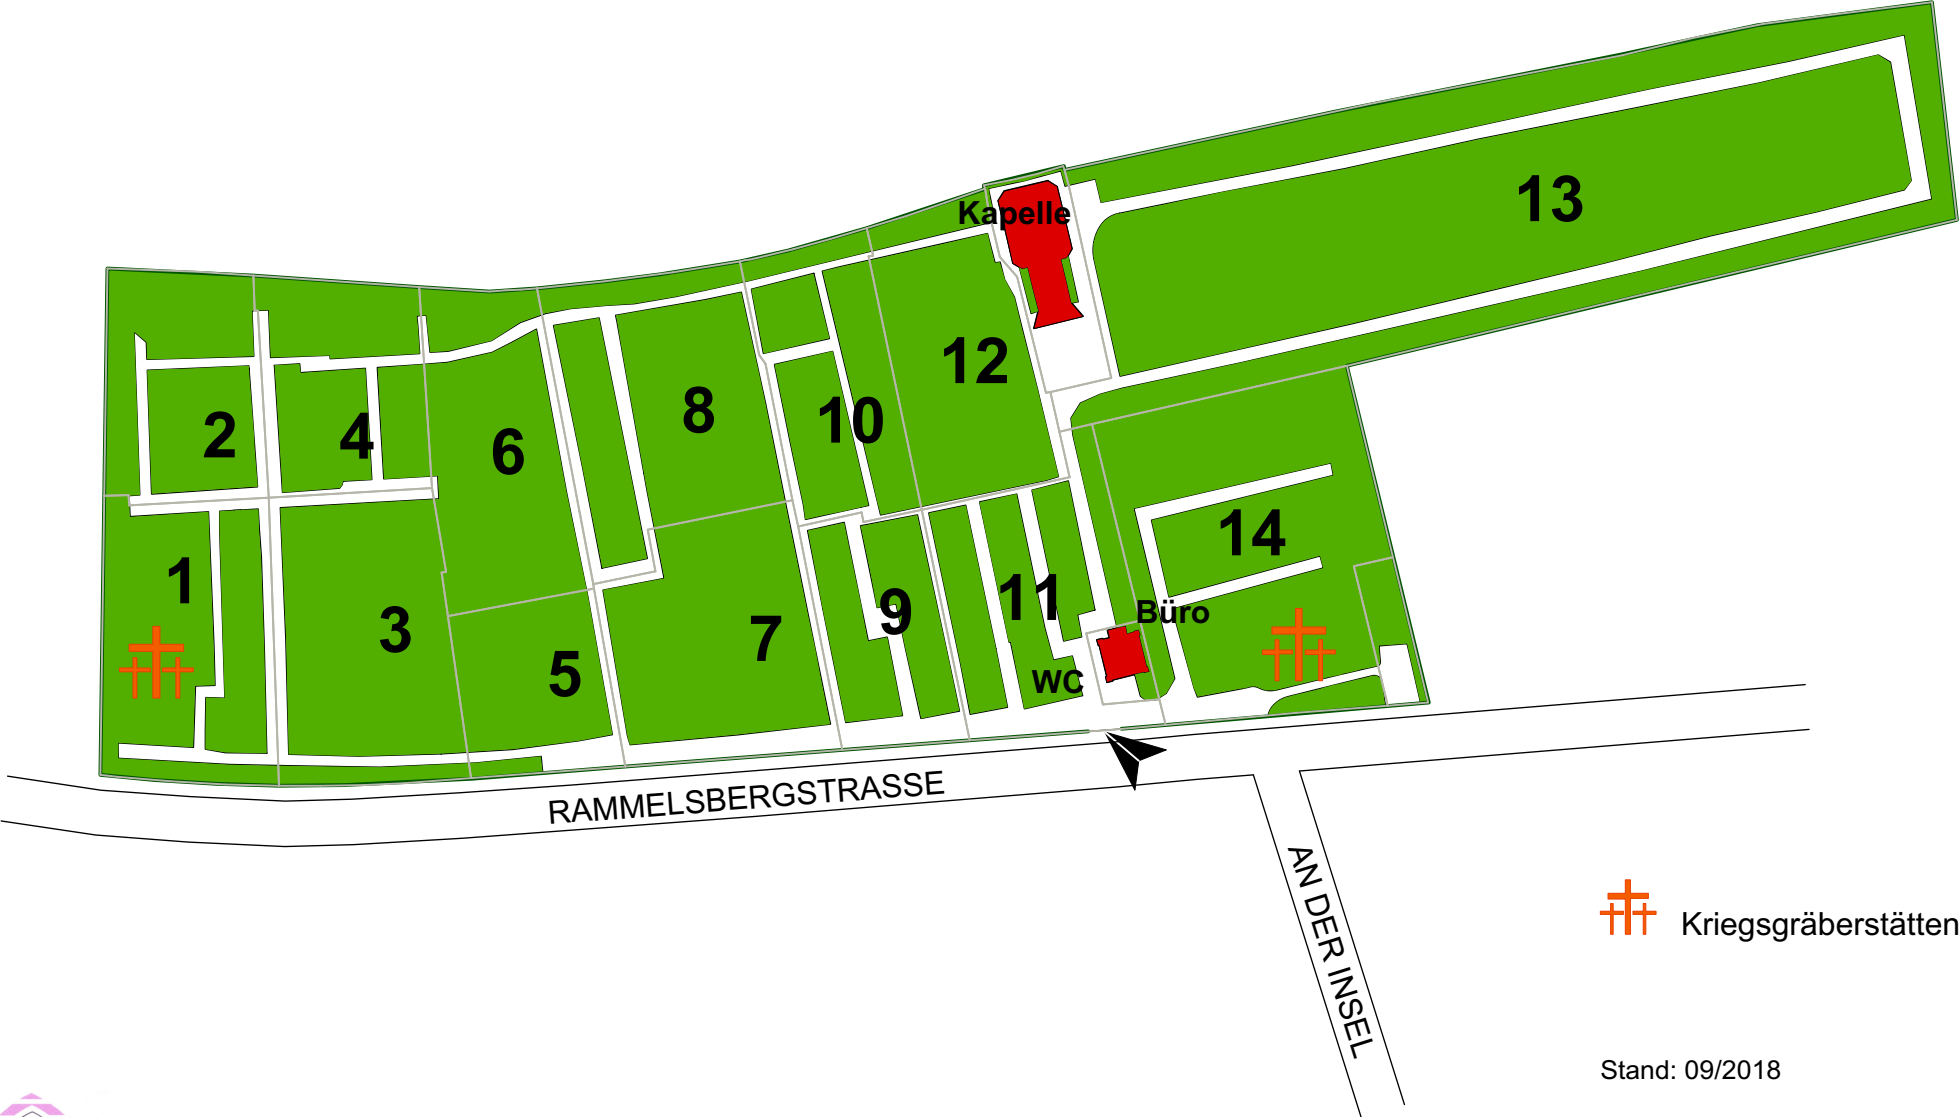 13
Kapelle
12
8
10
2
4
6
14
1
11
9
Büro
3
7
5
WC
RAMMELSBERGSTRASSE
AN DER INSEL
Kriegsgräberstätten
Stand: 09/2018